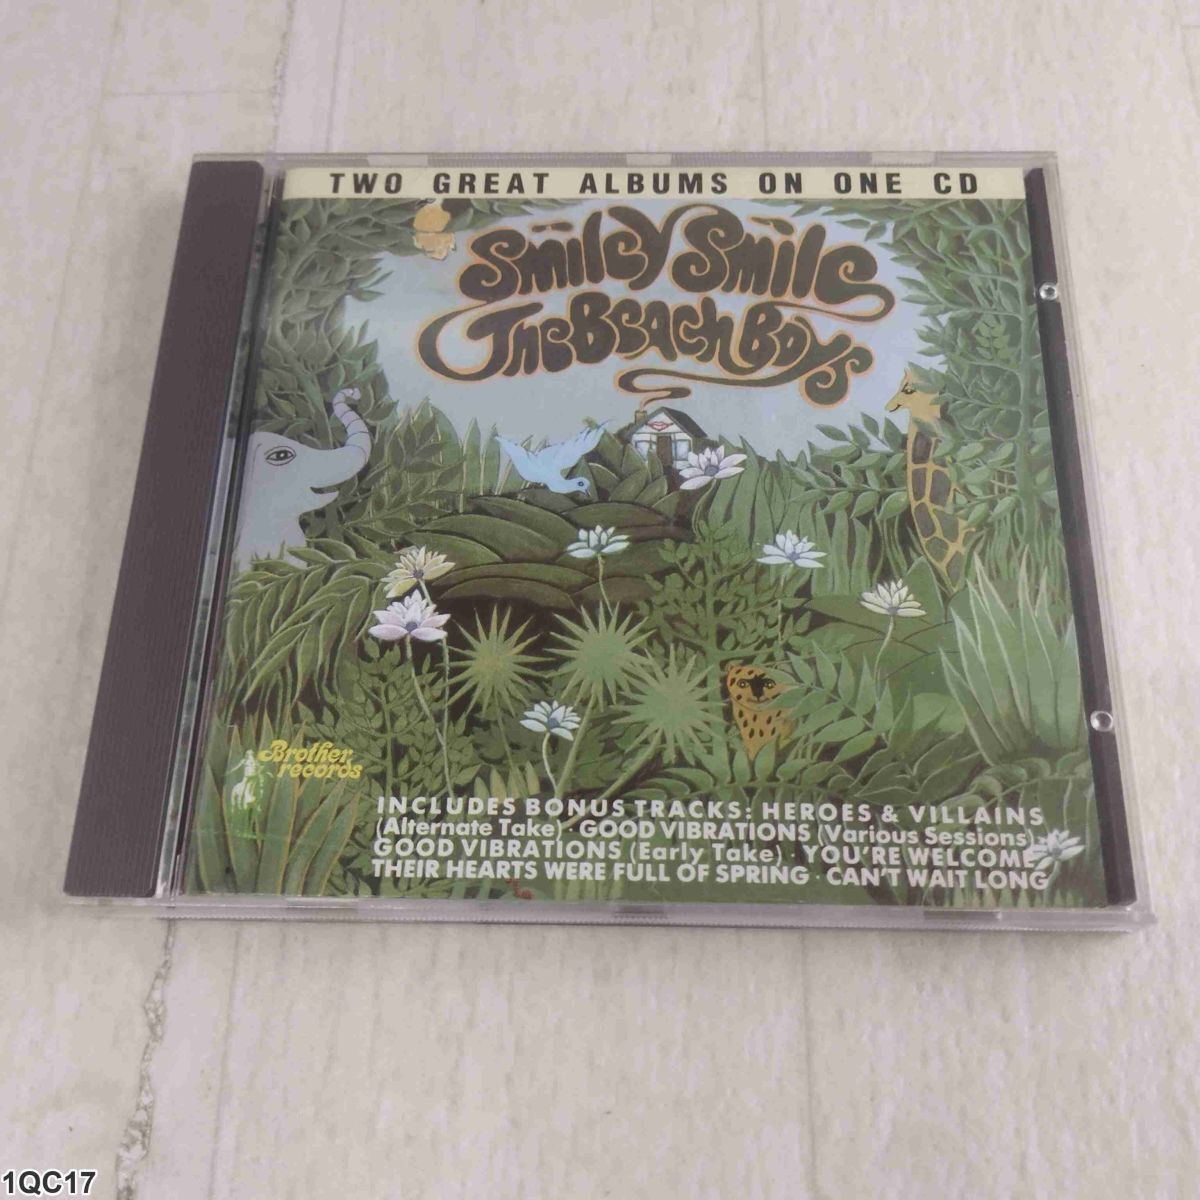 TWO GREAT ALBUMS ON ONE CD
Smiley Smile
The Beach Boys
Brother
records
INCLUDES BONUS TRACKS: HEROES & VILLAINS
(Alternate Take) · GOOD VIBRATIONS (Various Sessions)
GOOD VIBRATIONS (Early Take) · YOU'RE WELCOME
THEIR HEARTS WERE FULL OF SPRING · CAN'T WAIT LONG
1QC17